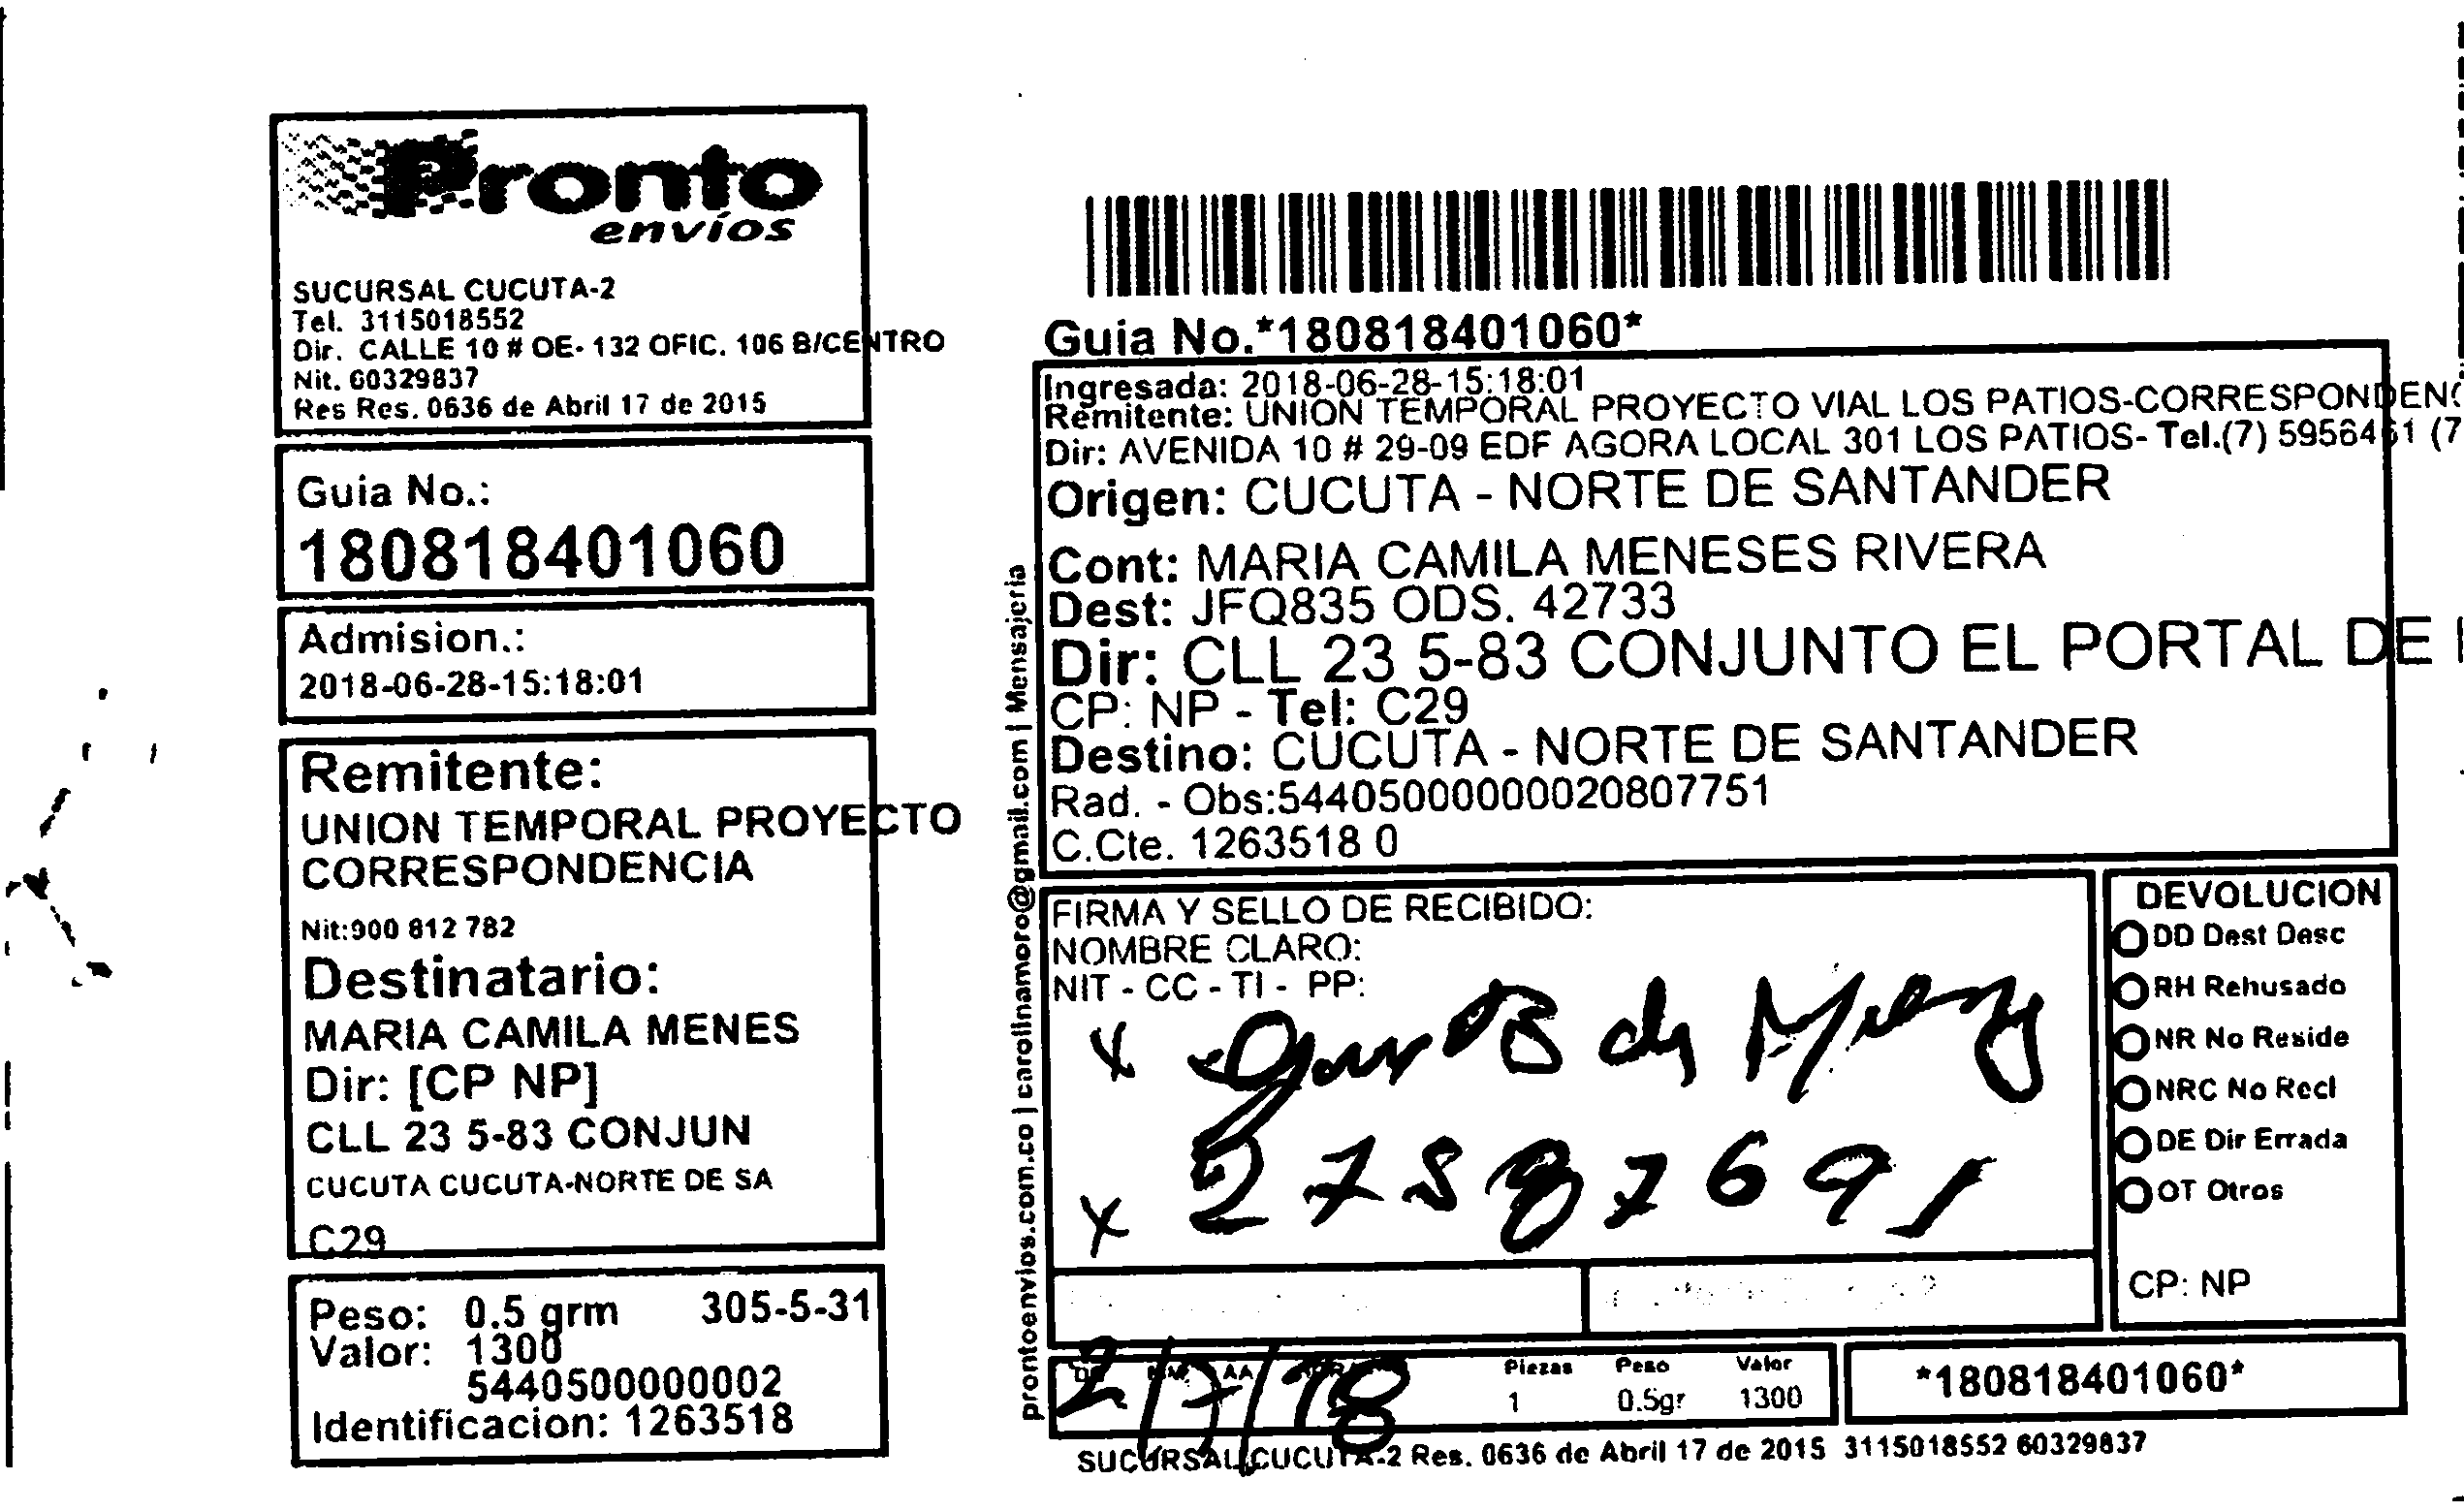 Pronto
envíos
SUCURSAL CUCUTA-2
Tel. 3115018552
Dir. CALLE 10 # OE- 132 OFIC. 106 B/CENTRO
Nit. 60329837
Res Res. 0636 de Abril 17 de 2015
Guia No.:
180818401060
Admision.:
2018-06-28-15:18:01
Remitente:
UNION TEMPORAL PROYECTO
CORRESPONDENCIA
Nit:900 812 782
Destinatario:
MARIA CAMILA MENES
Dir: [CP NP]
CLL 23 5-83 CONJUN
CUCUTA CUCUTA-NORTE DE SA
C29
Peso: 0.5 grm 305-5-31
Valor: 1300
5440500000002
Identificacion: 1263518
prontoenvios.com.co | carolinamoro@gmail.com | Mensajeria
Guia No.*180818401060*
Ingresada: 2018-06-28-15:18:01
Remitente: UNION TEMPORAL PROYECTO VIAL LOS PATIOS-CORRESPONDENC
Dir: AVENIDA 10 # 29-09 EDF AGORA LOCAL 301 LOS PATIOS- Tel.(7) 5956461 (7
Origen: CUCUTA - NORTE DE SANTANDER
Cont: MARIA CAMILA MENESES RIVERA
Dest: JFQ835 ODS. 42733
Dir: CLL 23 5-83 CONJUNTO EL PORTAL DE
CP: NP - Tel: C29
Destino: CUCUTA - NORTE DE SANTANDER
Rad. - Obs:544050000000020807751
C.Cte. 1263518 0
FIRMA Y SELLO DE RECIBIDO:
NOMBRE CLARO:
NIT - CC - TI - PP:
x de
x
DEVOLUCION
DD Dest Desc
RH Rehusado
NR No Reside
NRC No Recl
DE Dir Errada
OT Otros
CP: NP
2/7/18
Piezas Peso Valor
1 0.5gr 1300
*180818401060*
SUCURSAL CUCUTA-2 Res. 0636 de Abril 17 de 2015 3115018552 60329837